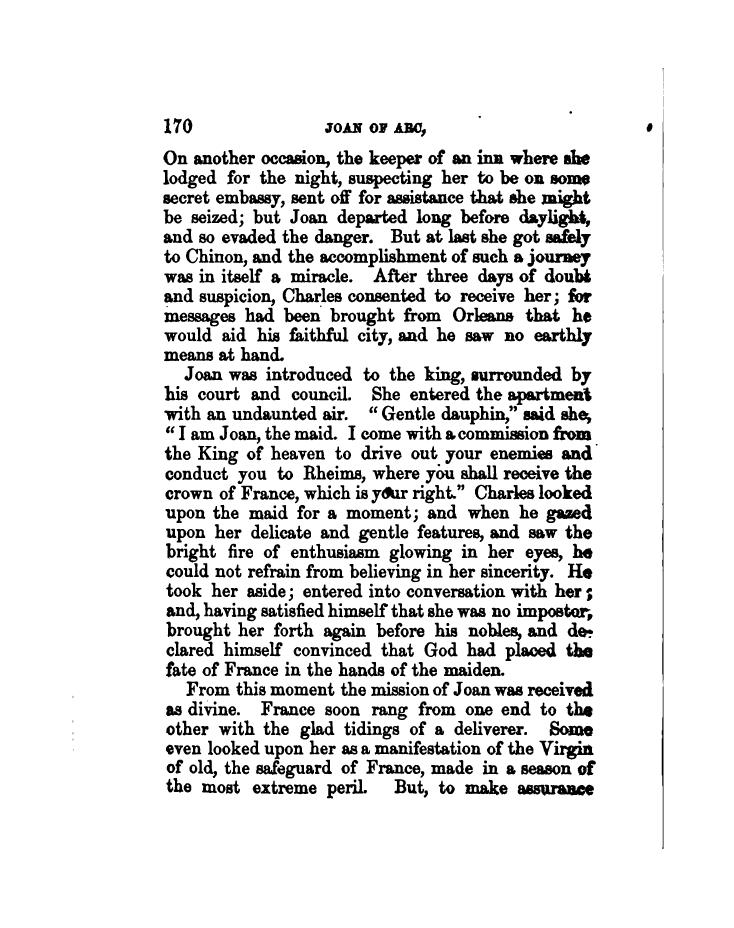 170 JOAN OF ARC,
On another occasion, the keeper of an inn where she
lodged for the night, suspecting her to be on some
secret embassy, sent off for assistance that she might
be seized; but Joan departed long before daylight,
and so evaded the danger. But at last she got safely
to Chinon, and the accomplishment of such a journey
was in itself a miracle. After three days of doubt
and suspicion, Charles consented to receive her; for
messages had been brought from Orleans that he
would aid his faithful city, and he saw no earthly
means at hand.
Joan was introduced to the king, surrounded by
his court and council. She entered the apartment
with an undaunted air. “Gentle dauphin,” said she,
“I am Joan, the maid. I come with a commission from
the King of heaven to drive out your enemies and
conduct you to Rheims, where you shall receive the
crown of France, which is your right.” Charles looked
upon the maid for a moment; and when he gazed
upon her delicate and gentle features, and saw the
bright fire of enthusiasm glowing in her eyes, he
could not refrain from believing in her sincerity. He
took her aside; entered into conversation with her;
and, having satisfied himself that she was no impostor,
brought her forth again before his nobles, and de-
clared himself convinced that God had placed the
fate of France in the hands of the maiden.
From this moment the mission of Joan was received
as divine. France soon rang from one end to the
other with the glad tidings of a deliverer. Some
even looked upon her as a manifestation of the Virgin
of old, the safeguard of France, made in a season of
the most extreme peril. But, to make assurance